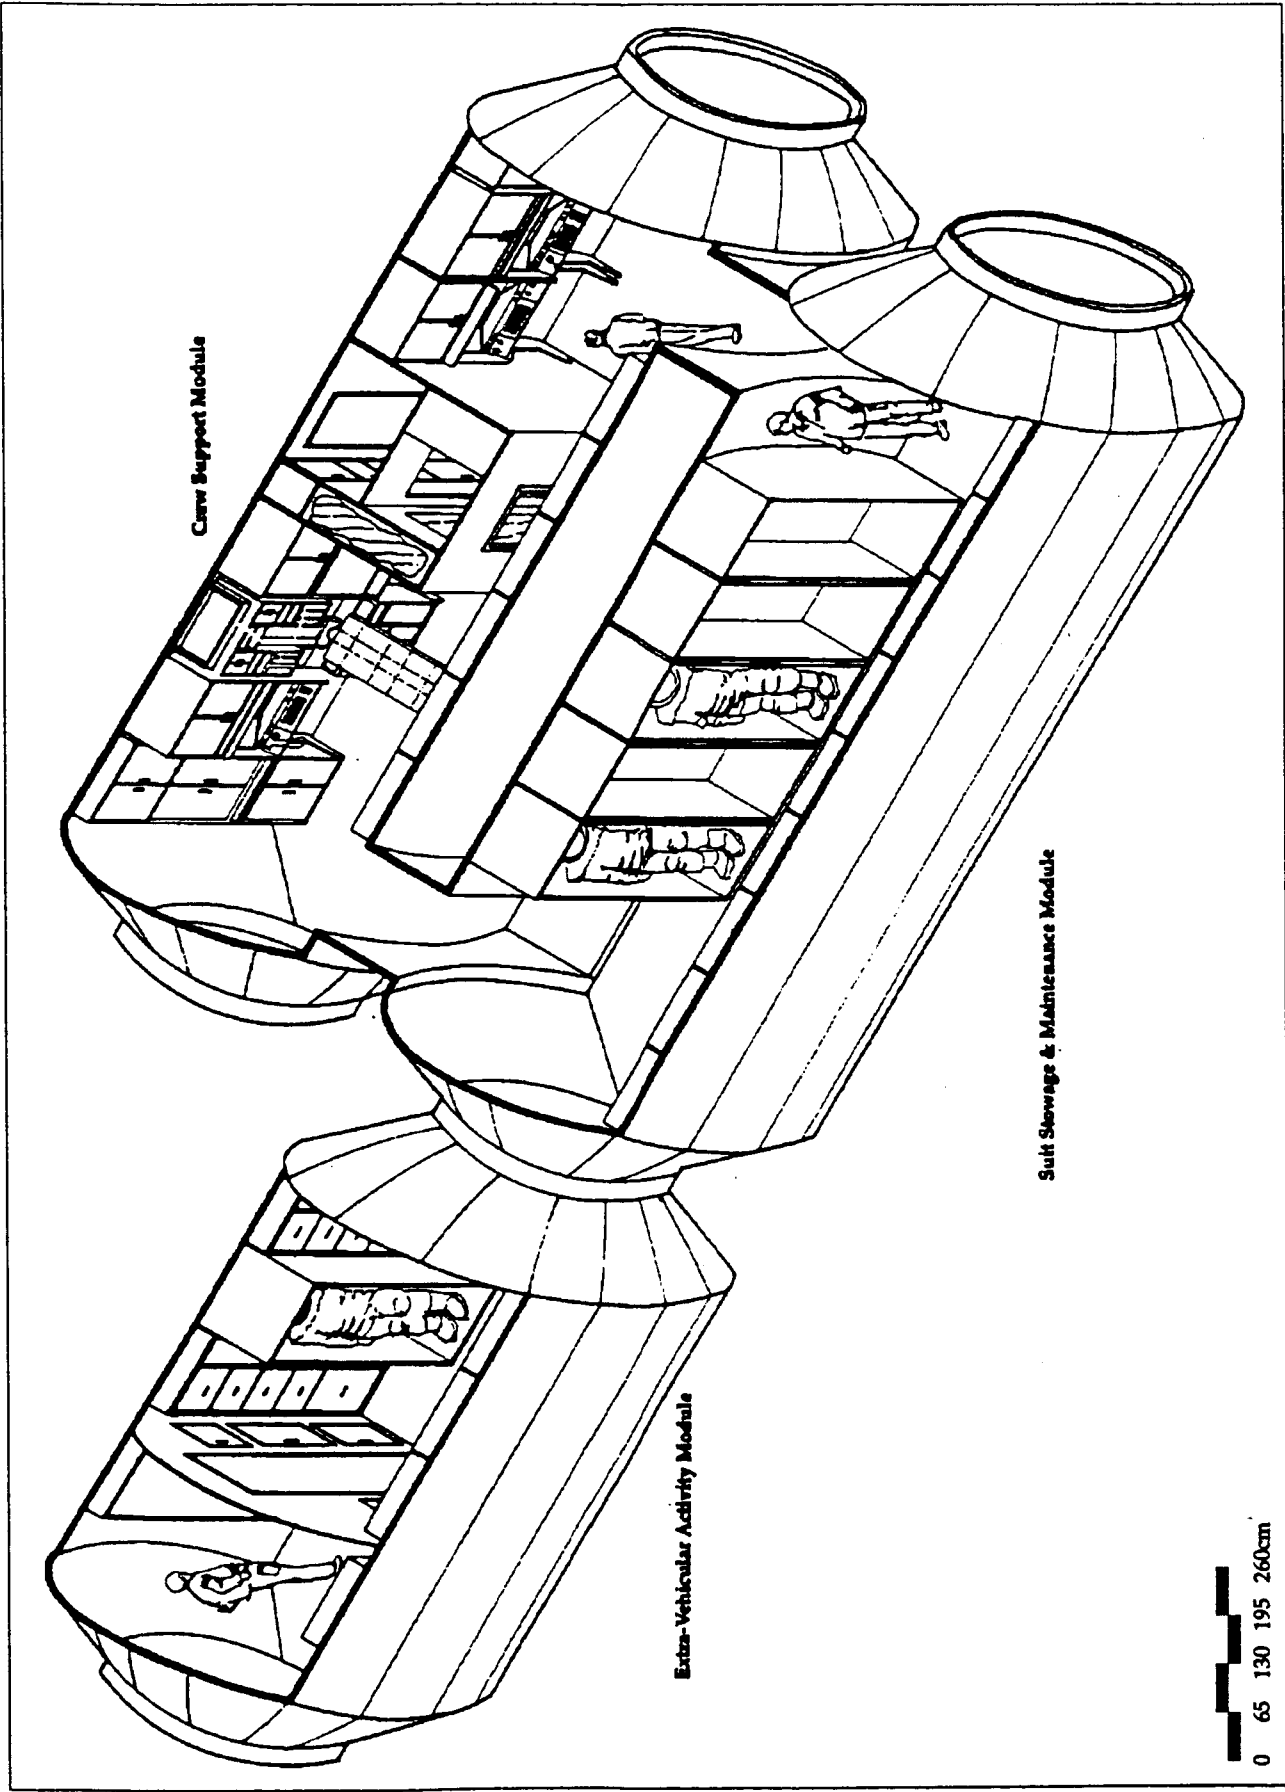 Crew Support Module
Suit Stowage & Maintenance Module
Extra-Vehicular Activity Module
0 65 130 195 260cm